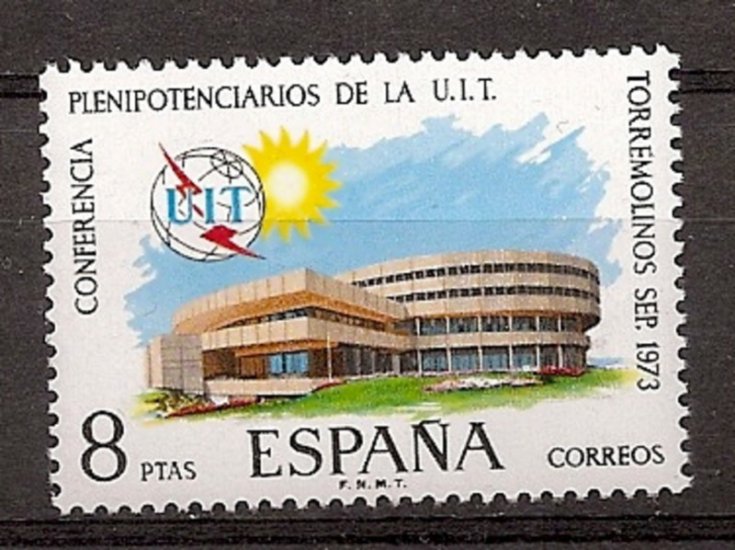 CONFERENCIA
PLENIPOTENCIARIOS DE LA U.I.T.
TORREMOLINOS SEP. 1973
UIT
8 PTAS
ESPAÑA
CORREOS
F.N.M.T.